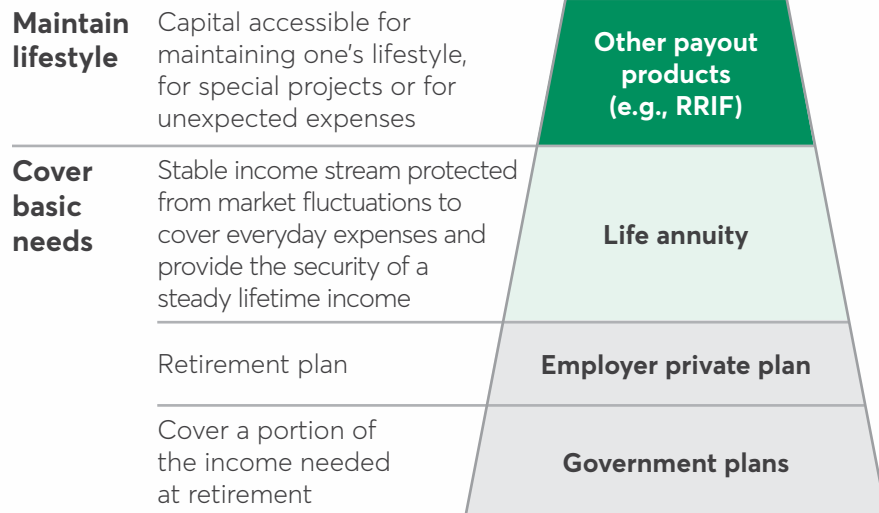 Maintain
lifestyle
Capital accessible for
maintaining one's lifestyle,
for special projects or for
unexpected expenses
Other payout
products
(e.g., RRIF)
Cover
basic
needs
Stable income stream protected
from market fluctuations to
cover everyday expenses and
provide the security of a
steady lifetime income
Life annuity
Retirement plan
Employer private plan
Cover a portion of
the income needed
at retirement
Government plans